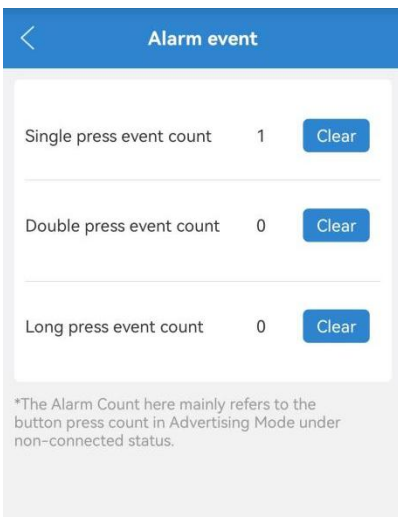 Alarm event
Single press event count 1 Clear
Double press event count 0 Clear
Long press event count 0 Clear
*The Alarm Count here mainly refers to the
button press count in Advertising Mode under
non-connected status.